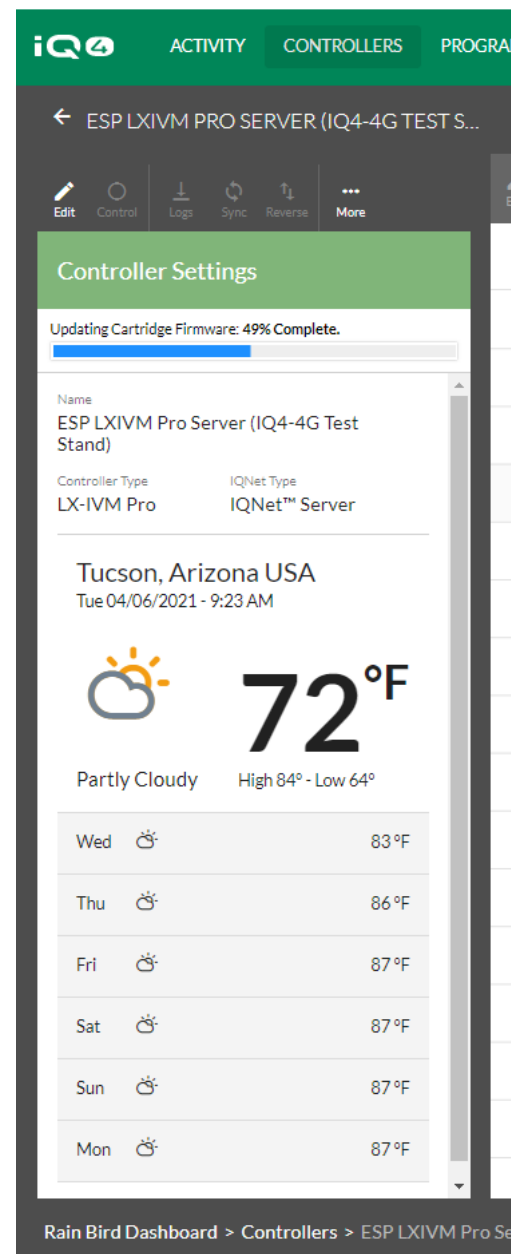 iQ4 ACTIVITY CONTROLLERS PROGRA
ESP LXIVM PRO SERVER (IQ4-4G TEST S...
Edit Control Logs Sync Reverse More
Controller Settings
Updating Cartridge Firmware: 49% Complete.
Name
ESP LXIVM Pro Server (IQ4-4G Test
Stand)
Controller Type IQNet Type
LX-IVM Pro IQNet™ Server
Tucson, Arizona USA
Tue 04/06/2021 - 9:23 AM
72°F
Partly Cloudy High 84° - Low 64°
Wed 83°F
Thu 86°F
Fri 87°F
Sat 87°F
Sun 87°F
Mon 87°F
Rain Bird Dashboard > Controllers > ESP LXIVM Pro Se